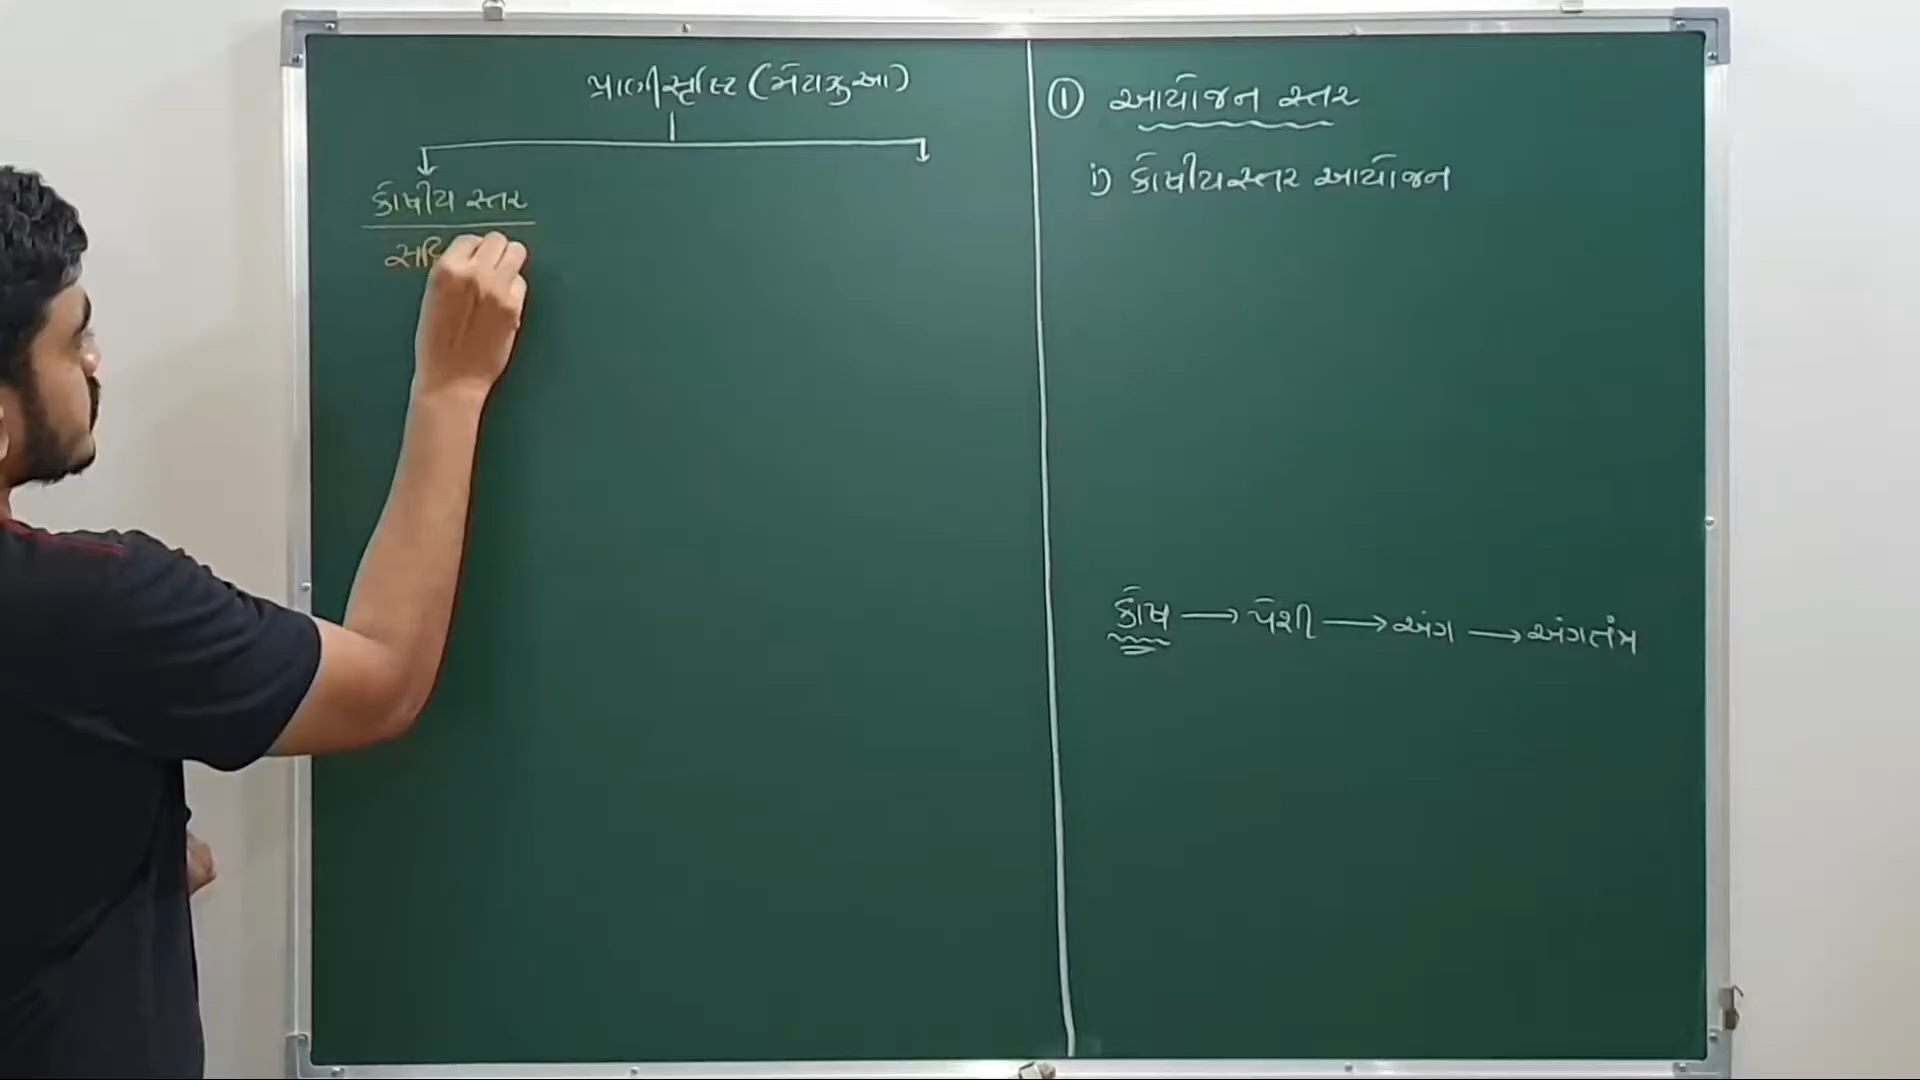 પ્રાણીસૃષ્ટિ (મેરુદંડ
કોષીય સ્તર
① આયોજન સ્તર
i) કોષીયસ્તર આયોજન
કોષ → પેશી → અંગ → અંગતંત્ર